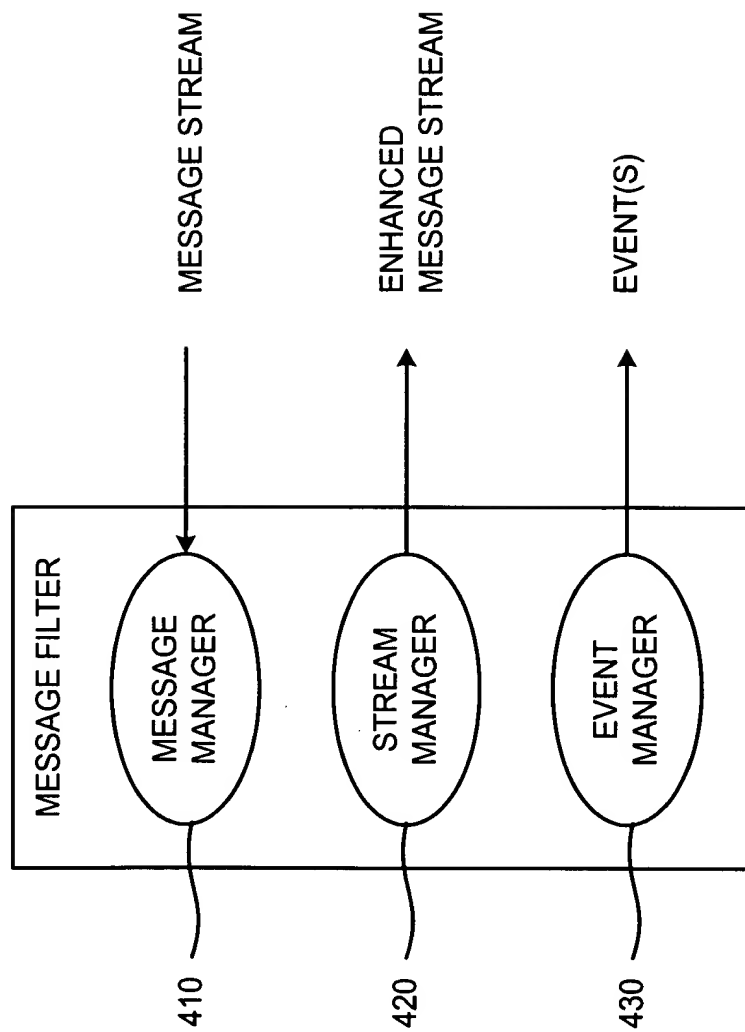 MESSAGE FILTER
410
MESSAGE
MANAGER
MESSAGE STREAM
420
STREAM
MANAGER
ENHANCED
MESSAGE STREAM
430
EVENT
MANAGER
EVENT(S)